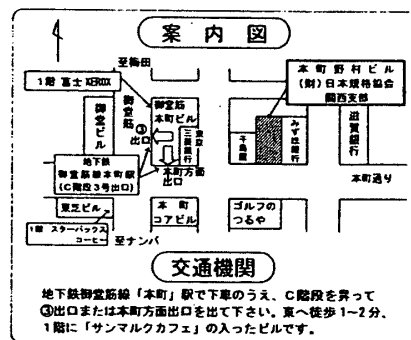 案内図
至梅田
1階 富士XEROX
御堂筋
御堂ビル
③
出口
御堂筋
本町ビル
東京
三菱銀行
本町野村ビル
(財)日本規格協会
関西支部
千島屋
みずほ銀行
滋賀銀行
地下鉄
御堂筋線本町駅
(C階段3号出口)
本町方面
出口
本町通り
東芝ビル
本町
コアビル
ゴルフの
つるや
1階 スターバックス
コーヒー
至ナンバ
交通機関
地下鉄御堂筋線「本町」駅で下車のうえ、C階段を昇って
③出口または本町方面出口を出て下さい。東へ徒歩1~2分、
1階に「サンマルクカフェ」の入ったビルです。